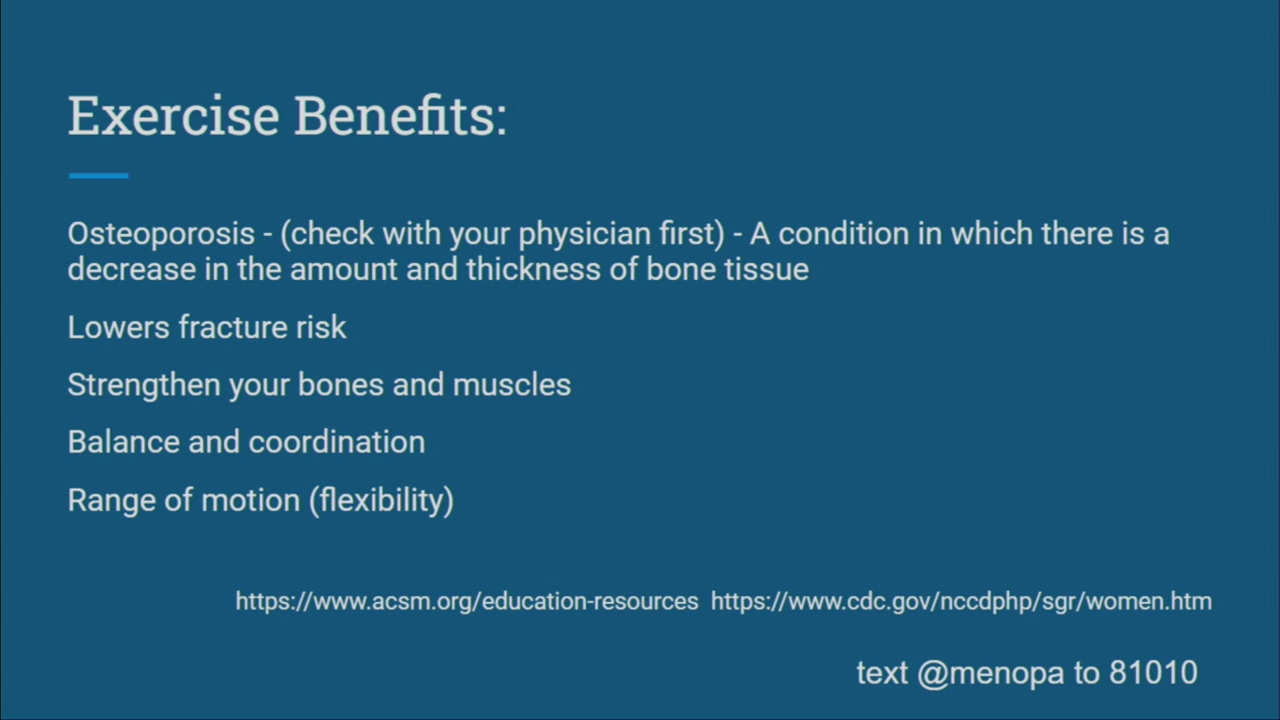 Exercise Benefits:
Osteoporosis - (check with your physician first) - A condition in which there is a
decrease in the amount and thickness of bone tissue
Lowers fracture risk
Strengthen your bones and muscles
Balance and coordination
Range of motion (flexibility)
https://www.acsm.org/education-resources https://www.cdc.gov/nccdphp/sgr/women.htm
text @menopa to 81010